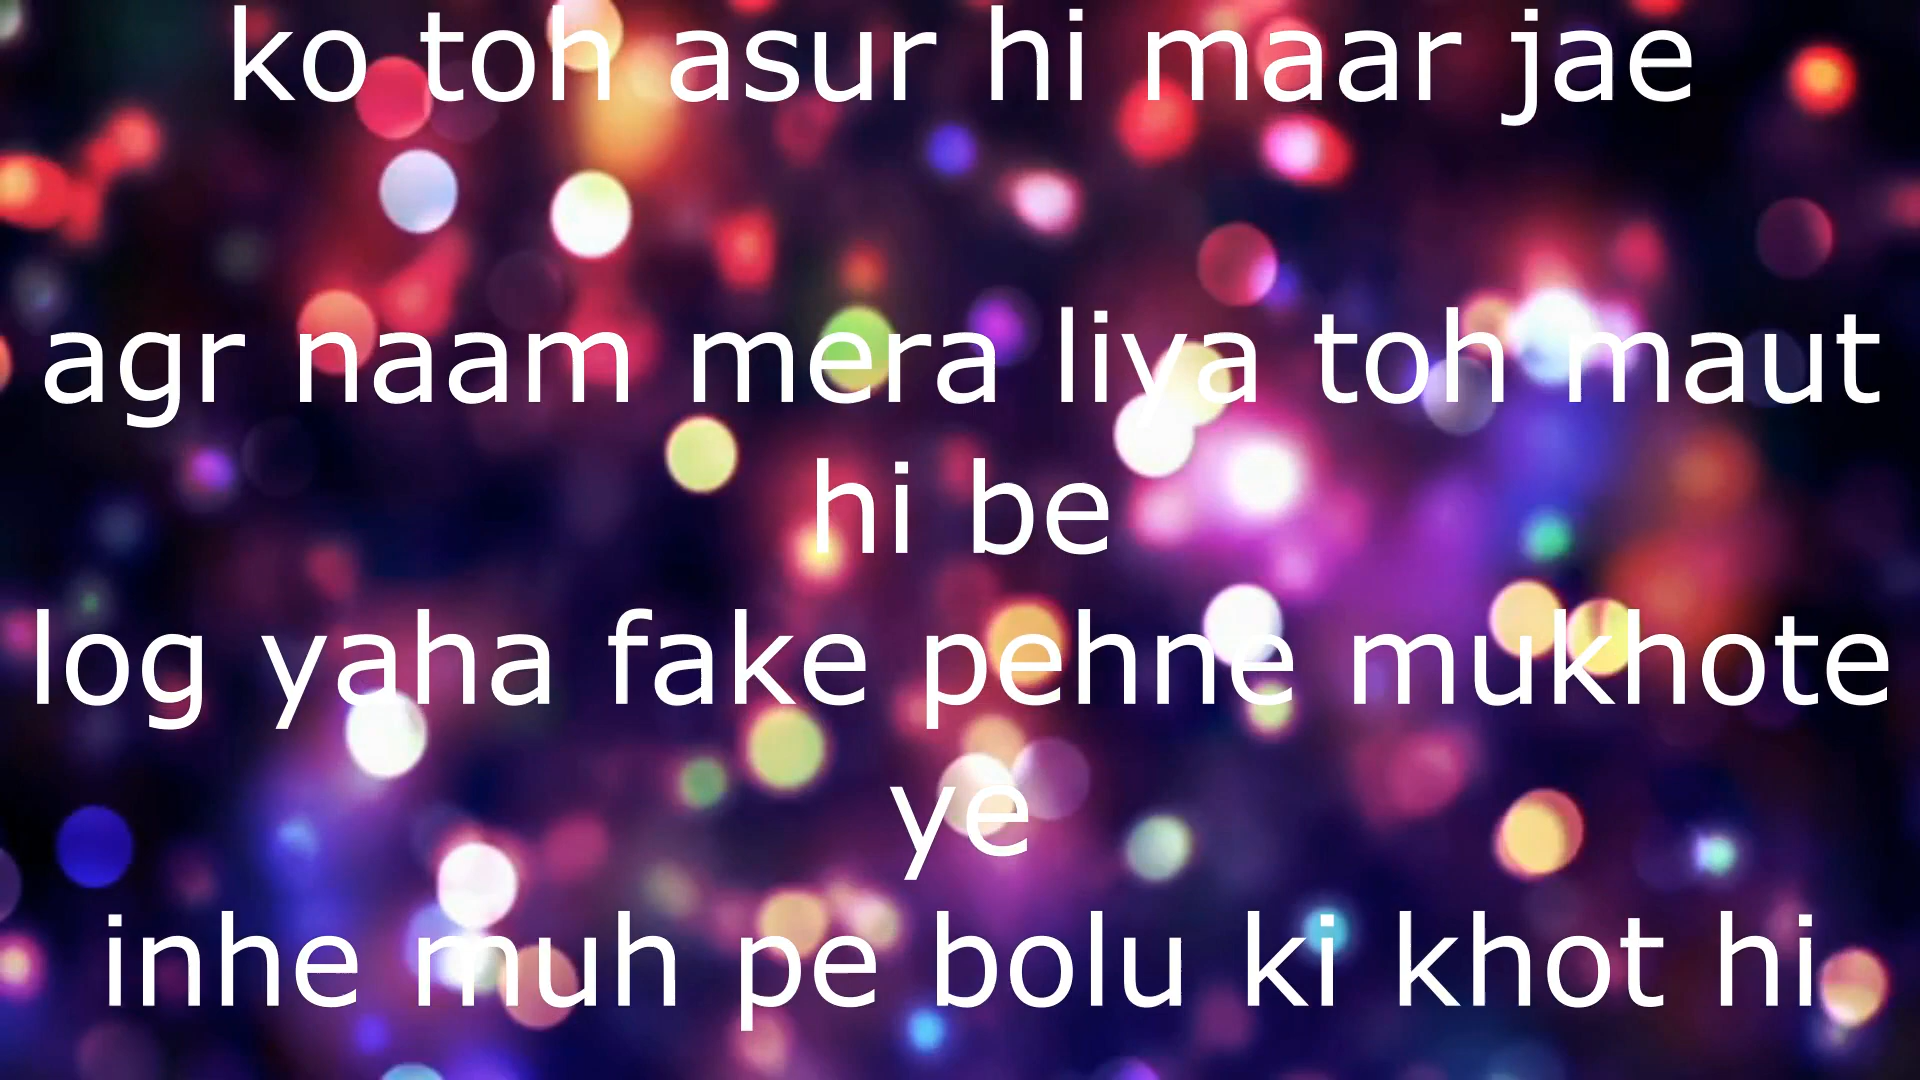 ko toh asur hi maar jae
agr naam mera liya toh maut
hi be
log yaha fake pehne mukhote
ye
inhe muh pe bolu ki khot hi